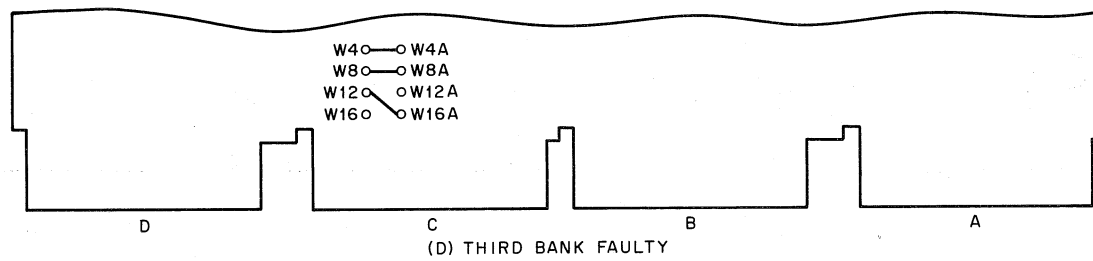 W4 W4A
W8 W8A
W12 W12A
W16 W16A
D C B A
(D) THIRD BANK FAULTY